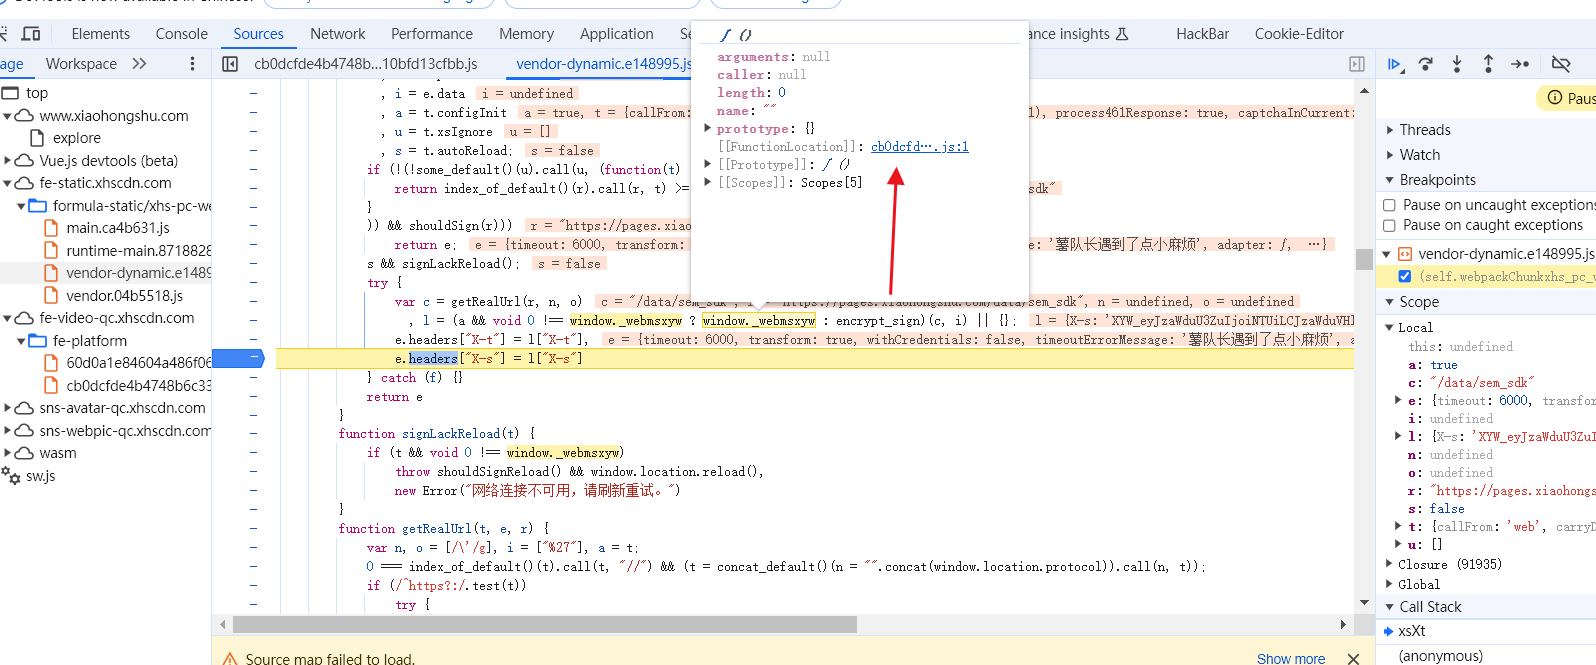 Elements Console Sources Network Performance Memory Application nce insights HackBar Cookie-Editor
age Workspace
cb0dcfde4b4748b...10bfd13cfbb.js vendor-dynamic.e148995.js
top
www.xiaohongshu.com
explore
Vue.js devtools (beta)
fe-static.xhscdn.com
formula-static/xhs-pc-we
main.ca4b631.js
runtime-main.8718828
vendor-dynamic.e1489
vendor.04b5518.js
fe-video-qc.xhscdn.com
fe-platform
60d0a1e84604a486f06
cb0dcfde4b4748b6c33
sns-avatar-qc.xhscdn.com
sns-webpic-qc.xhscdn.com
wasm
sw.js
, i = e.data i = undefined
, a = t.configInit a = true, t = {callFrom: 1), process461Response: true, captchaInCurrent:
, u = t.xsIgnore u = []
, s = t.autoReload; s = false
if (!(!some_default()(u).call(u, (function(t)
return index_of_default()(r).call(r, t) >= sdk"
}
)) && shouldSign(r))) r = "https://pages.xiao
return e; e = {timeout: 6000, transform: e: '薯队长遇到了点小麻烦', adapter: ƒ, …}
s && signLackReload(); s = false
try {
var c = getRealUrl(r, n, o) c = "/data/sem_sdk", n = undefined, o = undefined
, l = (a && void 0 !== window._webmsxyw ? window._webmsxyw : encrypt_sign)(c, i) || {}; l = {X-s: 'XYW_eyJzaWduU3ZuIjoiNTUiLCJzaWduVHl
e.headers["X-t"] = l["X-t"], e = {timeout: 6000, transform: true, withCredentials: false, timeoutErrorMessage: '薯队长遇到了点小麻烦', a
e.headers["X-s"] = l["X-s"]
} catch (f) {}
return e
}
function signLackReload(t) {
if (t && void 0 !== window._webmsxyw)
throw shouldSignReload() && window.location.reload(),
new Error("网络连接不可用，请刷新重试。")
}
function getRealUrl(t, e, r) {
var n, o = [/\'/g], i = ["%27"], a = t;
0 === index_of_default()(t).call(t, "//") && (t = concat_default()(n = "".concat(window.location.protocol)).call(n, t));
if (/^https?:/.test(t))
try {
ƒ ()
arguments: null
caller: null
length: 0
name: ""
prototype: {}
[[FunctionLocation]]: cb0dcfd….js:1
[[Prototype]]: ƒ ()
[[Scopes]]: Scopes[5]
Source map failed to load. Show more
Paus
Threads
Watch
Breakpoints
Pause on uncaught exceptions
Pause on caught exceptions
vendor-dynamic.e148995.js
(self.webpackChunkxhs_pc_w
Scope
Local
this: undefined
a: true
c: "/data/sem_sdk"
e: {timeout: 6000, transfor
i: undefined
l: {X-s: 'XYW_eyJzaWduU3ZuI
n: undefined
o: undefined
r: "https://pages.xiaohongs
s: false
t: {callFrom: 'web', carryD
u: []
Closure (91935)
Global
Call Stack
xsXt
(anonymous)